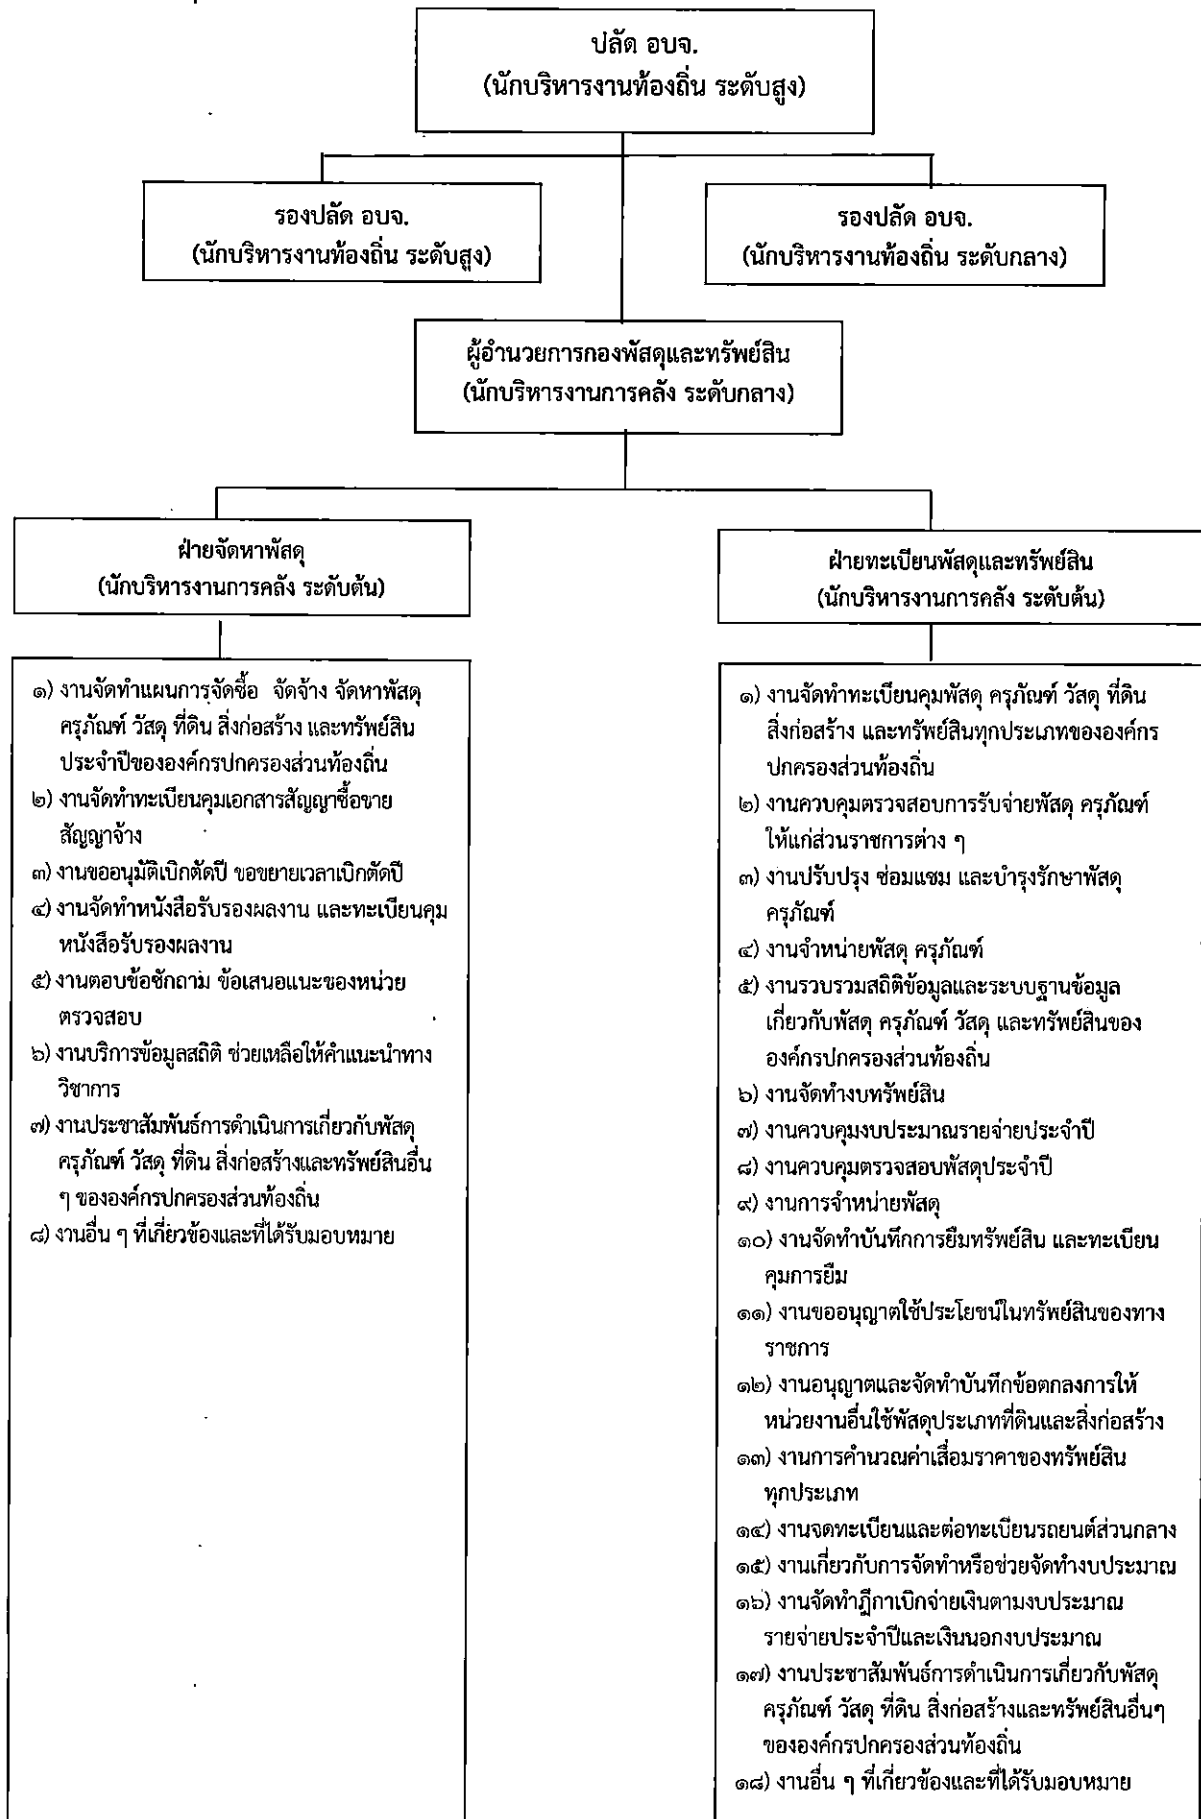 ปลัด อบจ.
(นักบริหารงานท้องถิ่น ระดับสูง)
รองปลัด อบจ.
(นักบริหารงานท้องถิ่น ระดับสูง)
รองปลัด อบจ.
(นักบริหารงานท้องถิ่น ระดับกลาง)
ผู้อำนวยการกองพัสดุและทรัพย์สิน
(นักบริหารงานการคลัง ระดับกลาง)
ฝ่ายจัดหาพัสดุ
(นักบริหารงานการคลัง ระดับต้น)
๑) งานจัดทำแผนการจัดซื้อ จัดจ้าง จัดหาพัสดุ
ครุภัณฑ์ วัสดุ ที่ดิน สิ่งก่อสร้าง และทรัพย์สิน
ประจำปีขององค์กรปกครองส่วนท้องถิ่น
๒) งานจัดทำทะเบียนคุมเอกสารสัญญาซื้อขาย
สัญญาจ้าง
๓) งานขออนุมัติเบิกตัดปี ขอขยายเวลาเบิกตัดปี
๔) งานจัดทำหนังสือรับรองผลงาน และทะเบียนคุม
หนังสือรับรองผลงาน
๕) งานตอบข้อซักถาม ข้อเสนอแนะของหน่วย
ตรวจสอบ
๖) งานบริการข้อมูลสถิติ ช่วยเหลือให้คำแนะนำทาง
วิชาการ
๗) งานประชาสัมพันธ์การดำเนินการเกี่ยวกับพัสดุ
ครุภัณฑ์ วัสดุ ที่ดิน สิ่งก่อสร้างและทรัพย์สินอื่น
ๆ ขององค์กรปกครองส่วนท้องถิ่น
๘) งานอื่น ๆ ที่เกี่ยวข้องและที่ได้รับมอบหมาย
ฝ่ายทะเบียนพัสดุและทรัพย์สิน
(นักบริหารงานการคลัง ระดับต้น)
๑) งานจัดทำทะเบียนคุมพัสดุ ครุภัณฑ์ วัสดุ ที่ดิน
สิ่งก่อสร้าง และทรัพย์สินทุกประเภทขององค์กร
ปกครองส่วนท้องถิ่น
๒) งานควบคุมตรวจสอบการรับจ่ายพัสดุ ครุภัณฑ์
ให้แก่ส่วนราชการต่าง ๆ
๓) งานปรับปรุง ซ่อมแซม และบำรุงรักษาพัสดุ
ครุภัณฑ์
๔) งานจำหน่ายพัสดุ ครุภัณฑ์
๕) งานรวบรวมสถิติข้อมูลและระบบฐานข้อมูล
เกี่ยวกับพัสดุ ครุภัณฑ์ วัสดุ และทรัพย์สินของ
องค์กรปกครองส่วนท้องถิ่น
๖) งานจัดทำงบทรัพย์สิน
๗) งานควบคุมงบประมาณรายจ่ายประจำปี
๘) งานควบคุมตรวจสอบพัสดุประจำปี
๙) งานการจำหน่ายพัสดุ
๑๐) งานจัดทำบันทึกการยืมทรัพย์สิน และทะเบียน
คุมการยืม
๑๑) งานขออนุญาตใช้ประโยชน์ในทรัพย์สินของทาง
ราชการ
๑๒) งานอนุญาตและจัดทำบันทึกข้อตกลงการให้
หน่วยงานอื่นใช้พัสดุประเภทที่ดินและสิ่งก่อสร้าง
๑๓) งานการคำนวณค่าเสื่อมราคาของทรัพย์สิน
ทุกประเภท
๑๔) งานจดทะเบียนและต่อทะเบียนรถยนต์ส่วนกลาง
๑๕) งานเกี่ยวกับการจัดทำหรือช่วยจัดทำงบประมาณ
๑๖) งานจัดทำฎีกาเบิกจ่ายเงินตามงบประมาณ
รายจ่ายประจำปีและเงินนอกงบประมาณ
๑๗) งานประชาสัมพันธ์การดำเนินการเกี่ยวกับพัสดุ
ครุภัณฑ์ วัสดุ ที่ดิน สิ่งก่อสร้างและทรัพย์สินอื่นๆ
ขององค์กรปกครองส่วนท้องถิ่น
๑๘) งานอื่น ๆ ที่เกี่ยวข้องและที่ได้รับมอบหมาย